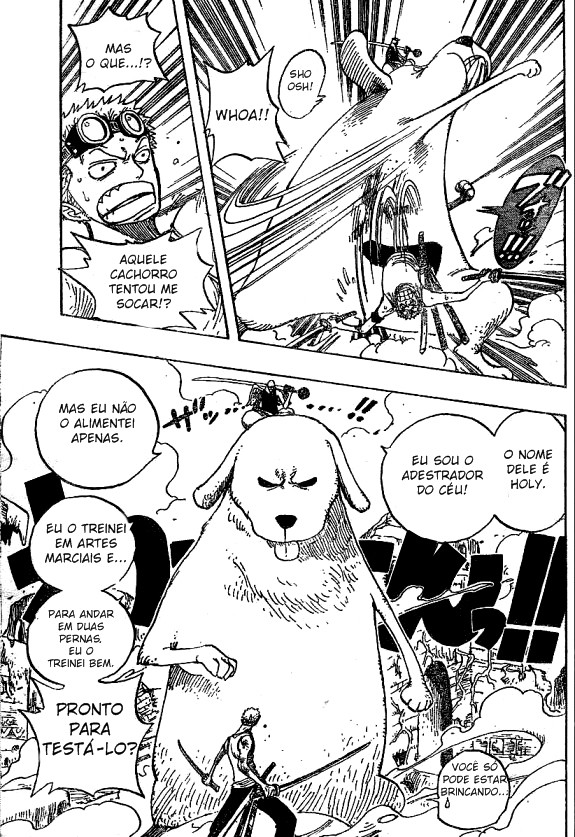 SHO
OSH!
WHOA!!
MAS
O QUE...!?
AQUELE
CACHORRO
TENTOU ME
SOCAR!?
O NOME
DELE É
HOLY.
EU SOU O
ADESTRADOR
DO CÉU!
MAS EU NÃO
O ALIMENTEI
APENAS.
EU O TREINEI
EM ARTES
MARCIAIS E...
PARA ANDAR
EM DUAS
PERNAS,
EU O
TREINEI BEM.
PRONTO
PARA
TESTÁ-LO?
VOCÊ SÓ
PODE ESTAR
BRINCANDO...